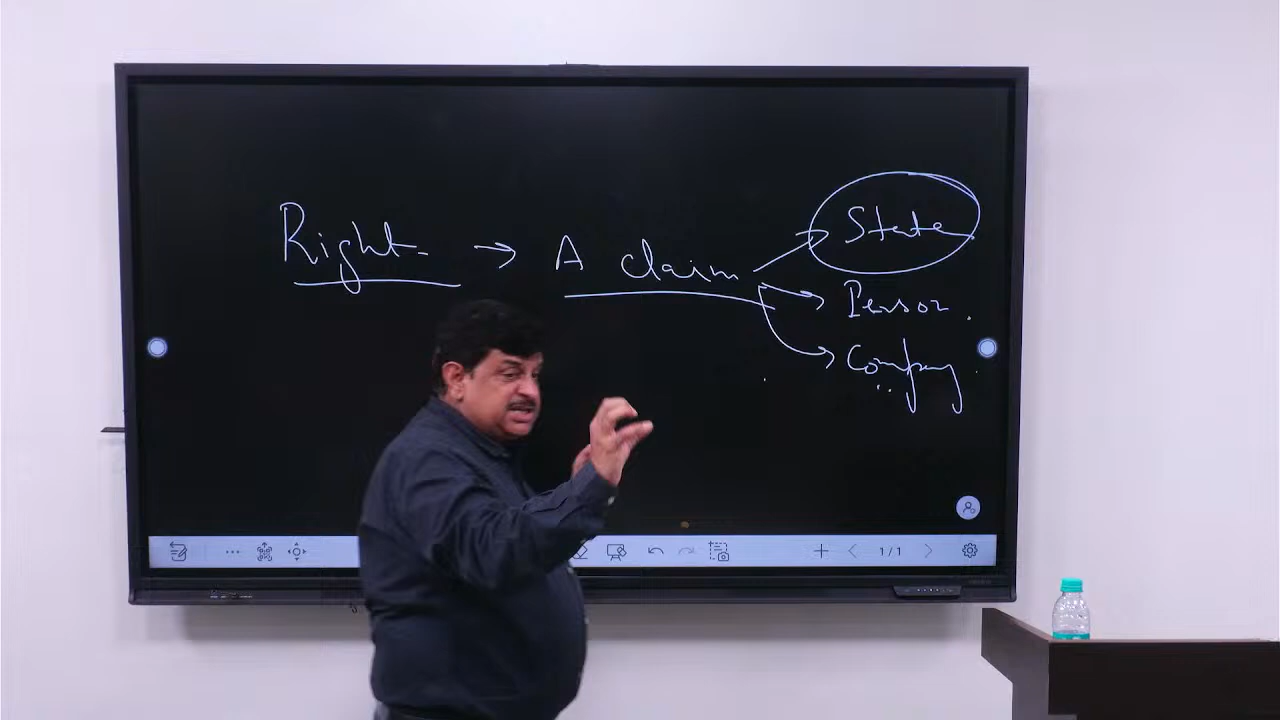 Right → A claim → State
→ Person
→ Company
1/1